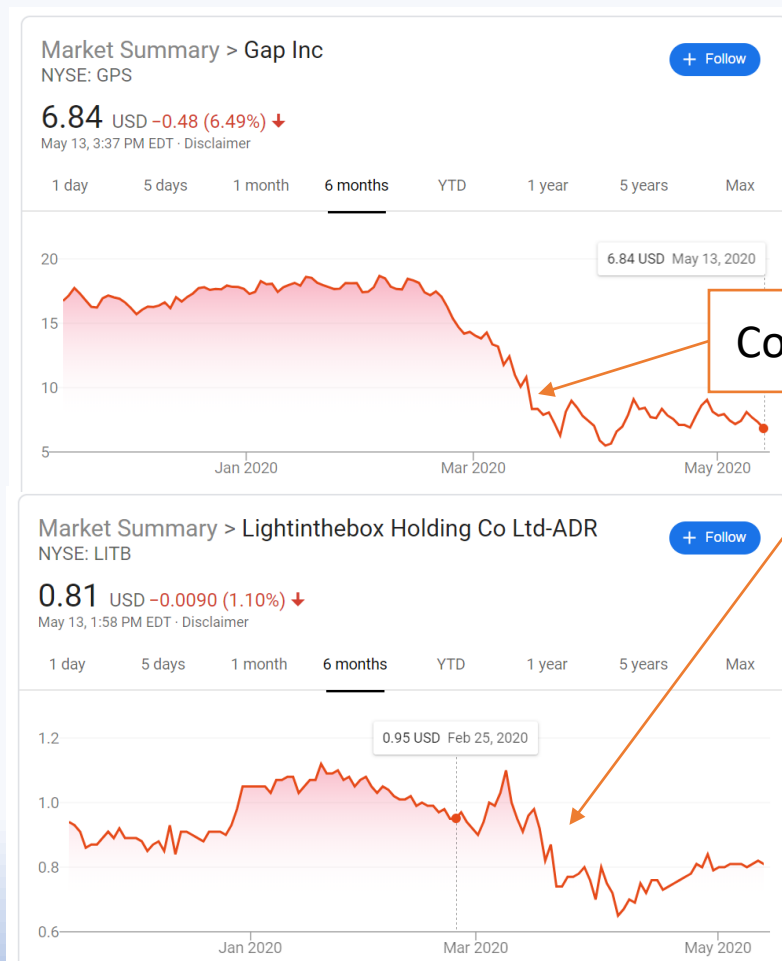 Market Summary > Gap Inc
NYSE: GPS
+ Follow
6.84 USD −0.48 (6.49%) ↓
May 13, 3:37 PM EDT · Disclaimer
1 day 5 days 1 month 6 months YTD 1 year 5 years Max
6.84 USD May 13, 2020
20
15
10
5
Co
Jan 2020 Mar 2020 May 2020
Market Summary > Lightinthebox Holding Co Ltd-ADR
NYSE: LITB
+ Follow
0.81 USD −0.0090 (1.10%) ↓
May 13, 1:58 PM EDT · Disclaimer
1 day 5 days 1 month 6 months YTD 1 year 5 years Max
0.95 USD Feb 25, 2020
1.2
1.0
0.8
0.6
Jan 2020 Mar 2020 May 2020